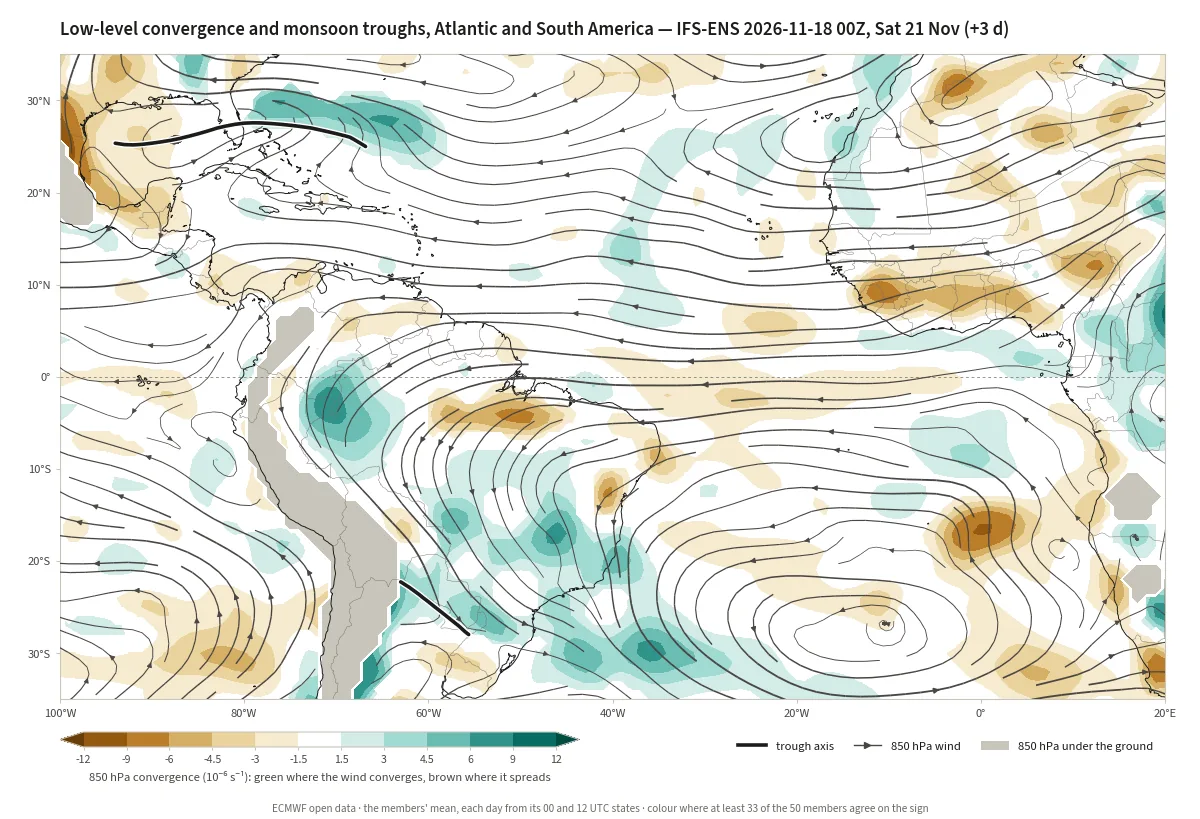 Low-level convergence and monsoon troughs, Atlantic and South America — IFS-ENS 2026-11-18 00Z, Sat 21 Nov (+3 d)
30°N
20°N
10°N
0°
10°S
20°S
30°S
100°W 80°W 60°W 40°W 20°W 0° 20°E
-12 -9 -6 -4.5 -3 -1.5 1.5 3 4.5 6 9 12
850 hPa convergence (10⁻⁶ s⁻¹): green where the wind converges, brown where it spreads
trough axis 850 hPa wind 850 hPa under the ground
ECMWF open data · the members' mean, each day from its 00 and 12 UTC states · colour where at least 33 of the 50 members agree on the sign